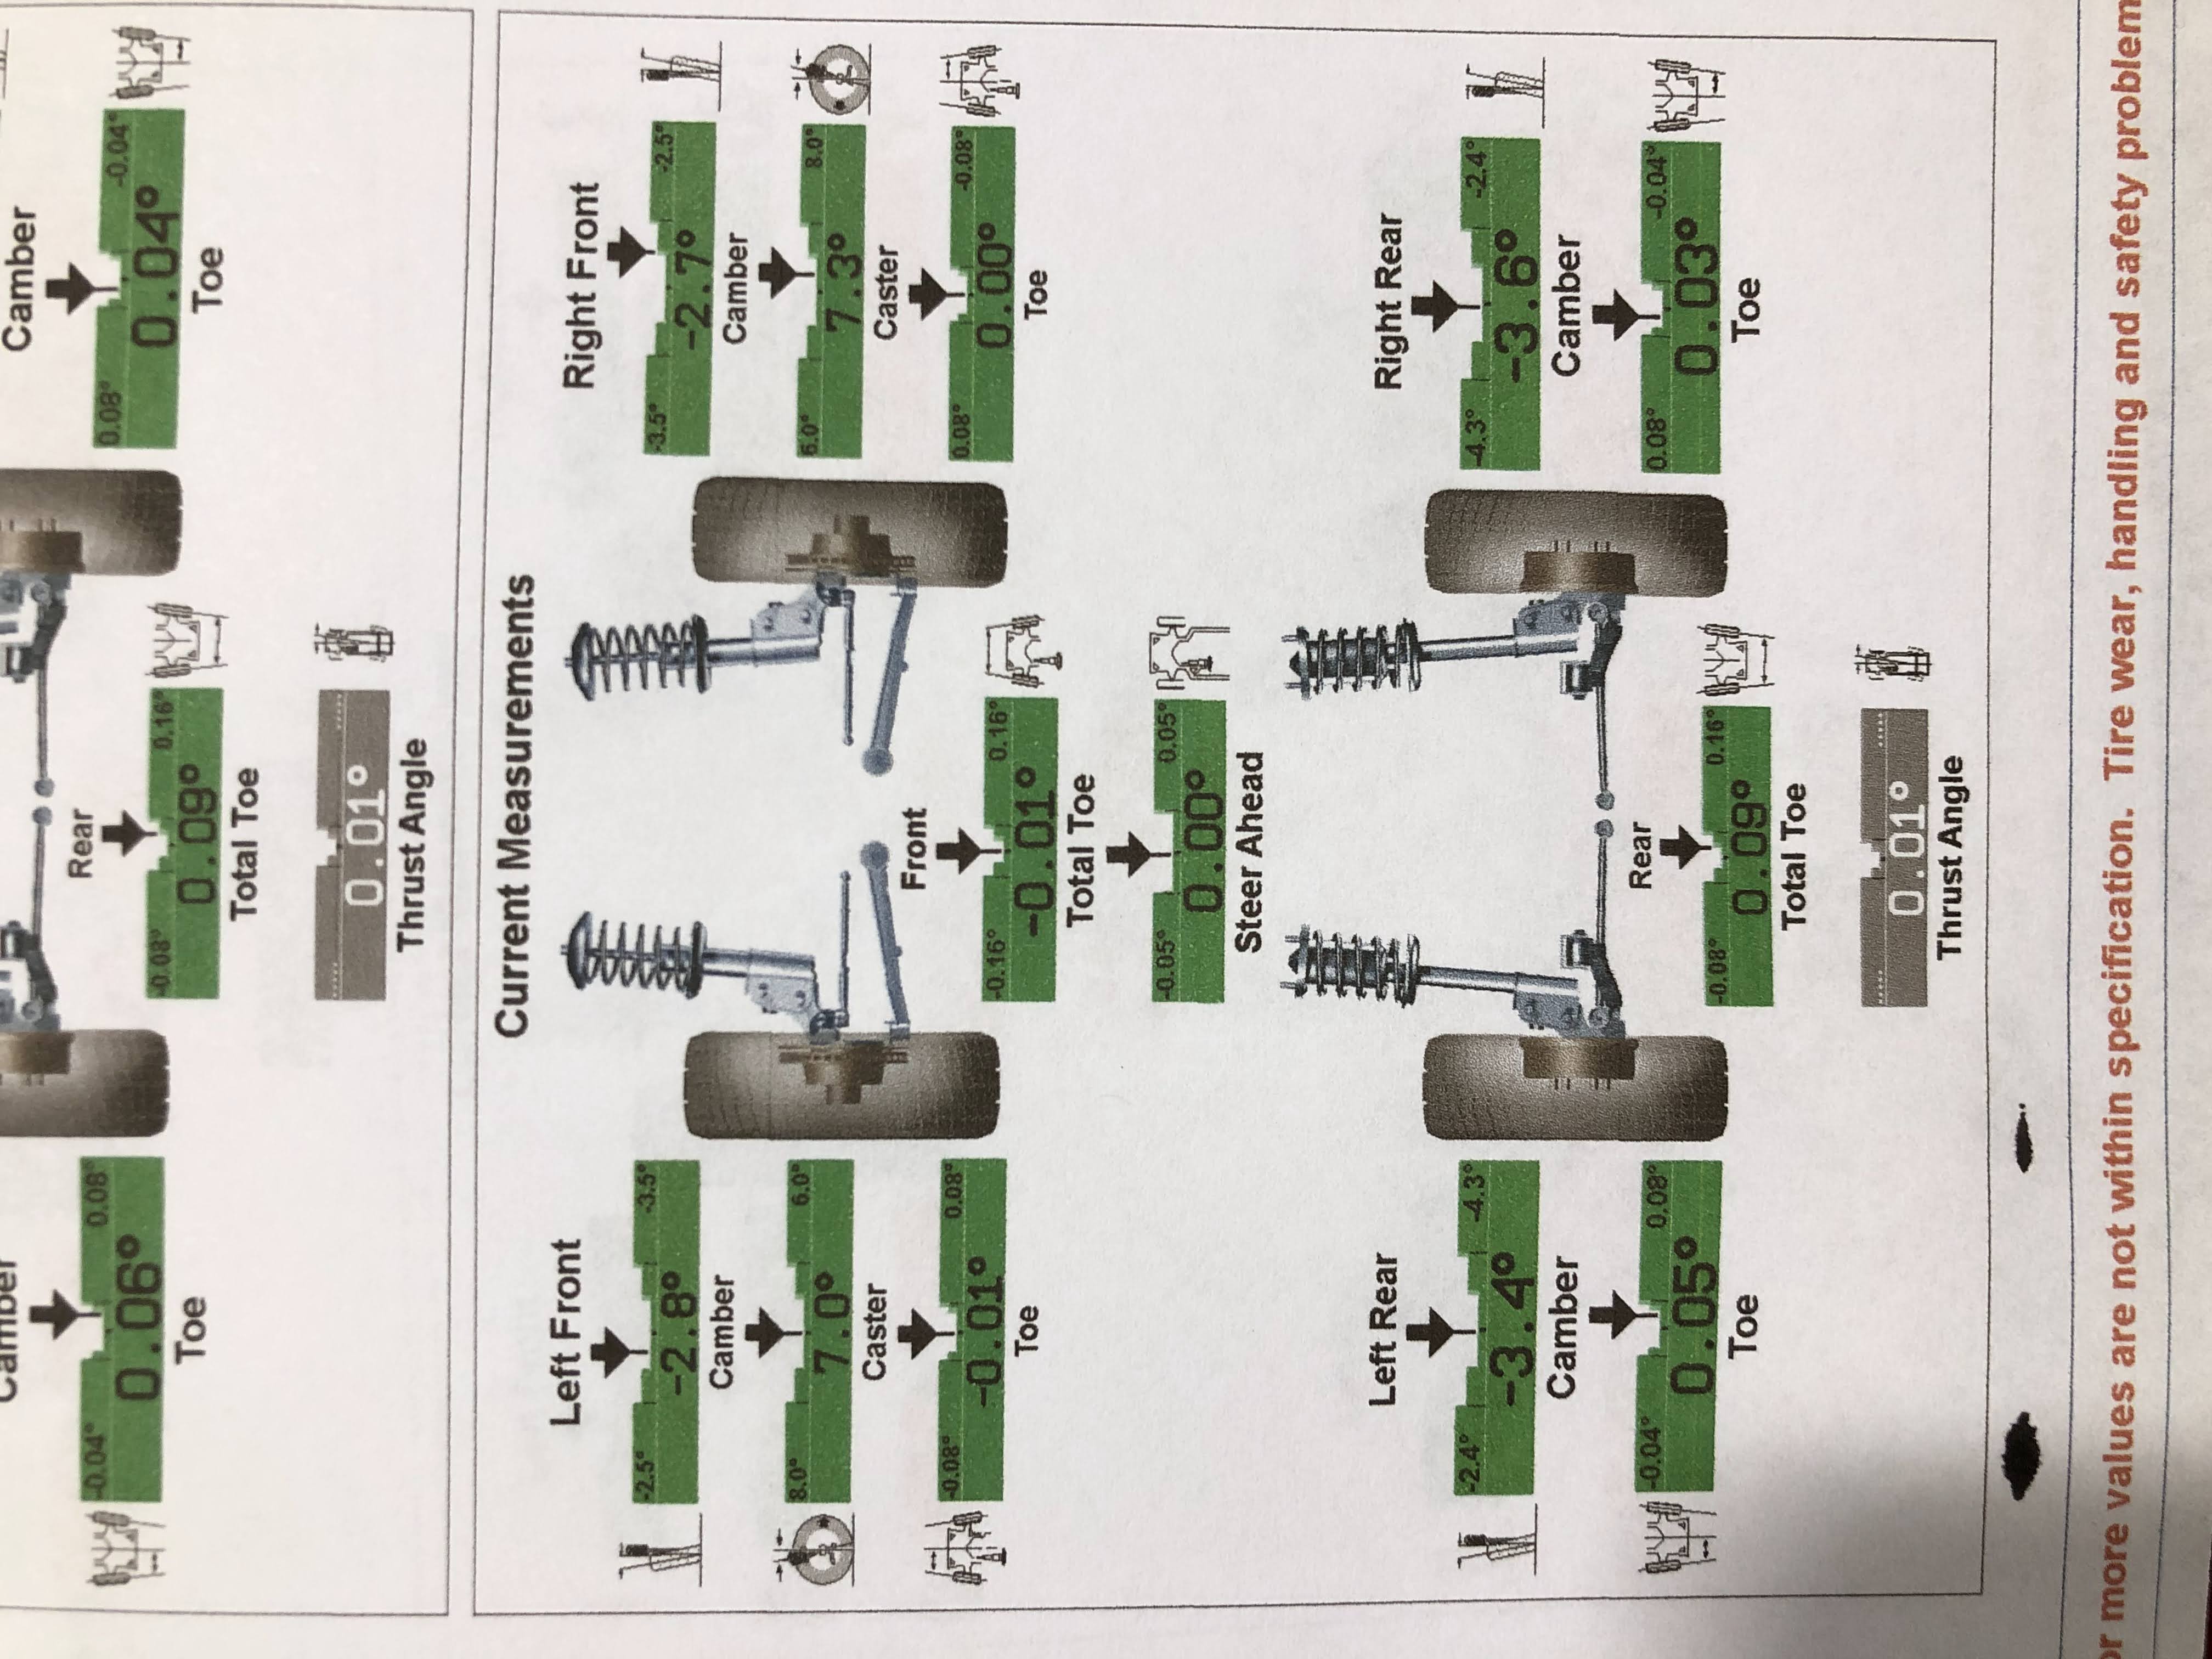 Camber
Camber
-0.04° 0.08°
0.06°
Toe
Rear
-0.08° 0.16°
0.09°
Total Toe
0.08° -0.04°
0.04°
Toe
0.01°
Thrust Angle
Current Measurements
Left Front
-2.5° -3.5°
-2.8°
Camber
8.0° 6.0°
7.0°
Caster
-0.08° 0.08°
-0.01°
Toe
Right Front
-3.5° -2.5°
-2.7°
Camber
6.0° 8.0°
7.3°
Caster
0.08° -0.08°
0.00°
Toe
Front
-0.16° 0.16°
-0.01°
Total Toe
-0.05° 0.05°
0.00°
Steer Ahead
Left Rear
-2.4° -4.3°
-3.4°
Camber
-0.04° 0.08°
0.05°
Toe
Right Rear
-4.3° -2.4°
-3.6°
Camber
0.08° -0.04°
0.03°
Toe
Rear
-0.08° 0.16°
0.09°
Total Toe
0.01°
Thrust Angle
or more values are not within specification. Tire wear, handling and safety problem